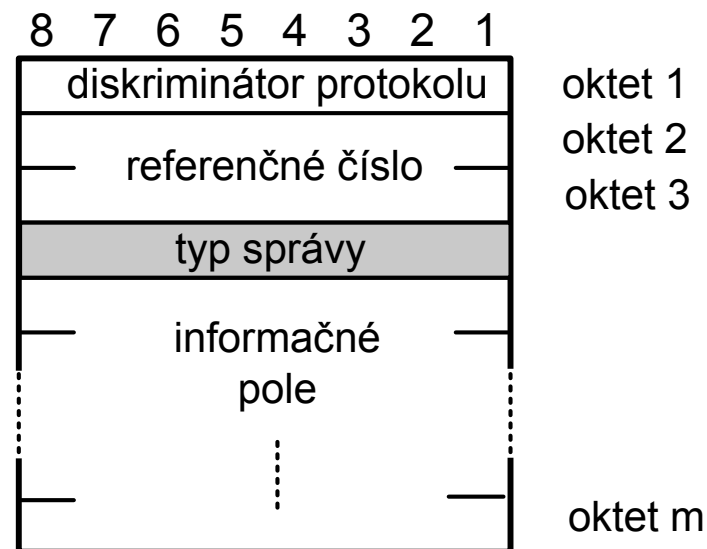 8 7 6 5 4 3 2 1
diskriminátor protokolu oktet 1
oktet 2
referenčné číslo
oktet 3
typ správy
informačné
pole
oktet m